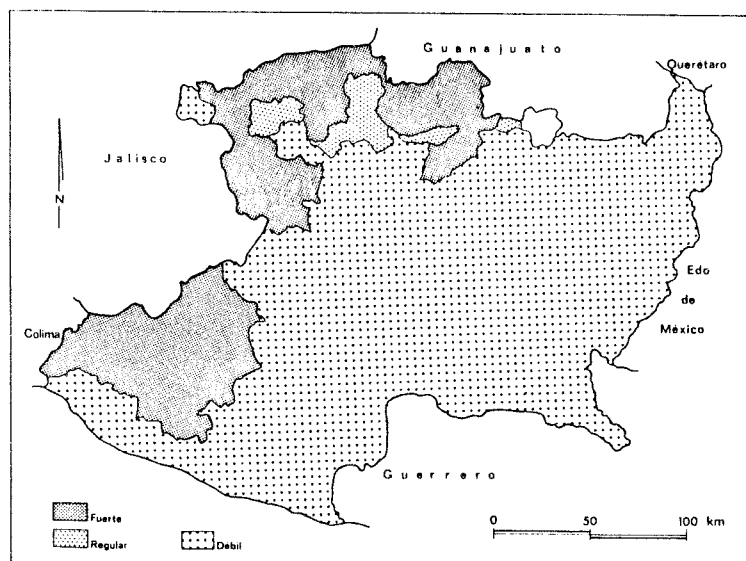 Guanajuato
Querétaro
Jalisco
N
Edo
de
México
Colima
Guerrero
Fuerte
Regular
Débil
0 50 100 km